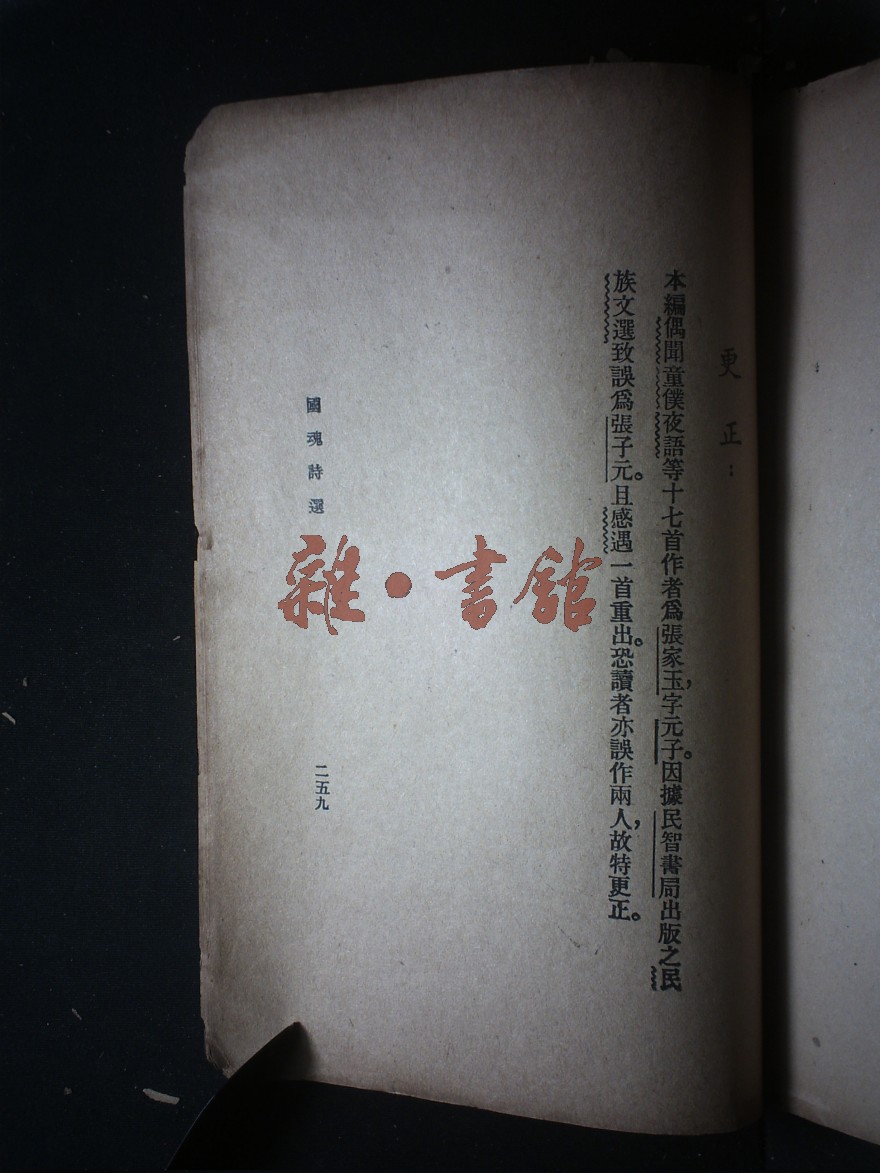 更正：
本編偶聞童僕夜語等十七首作者爲張家玉，字元子。因據民智書局出版之民
族文選致誤爲張子元。且感遇一首重出。恐讀者亦誤作兩人，故特更正。
國魂詩選
二五九
雜·書館